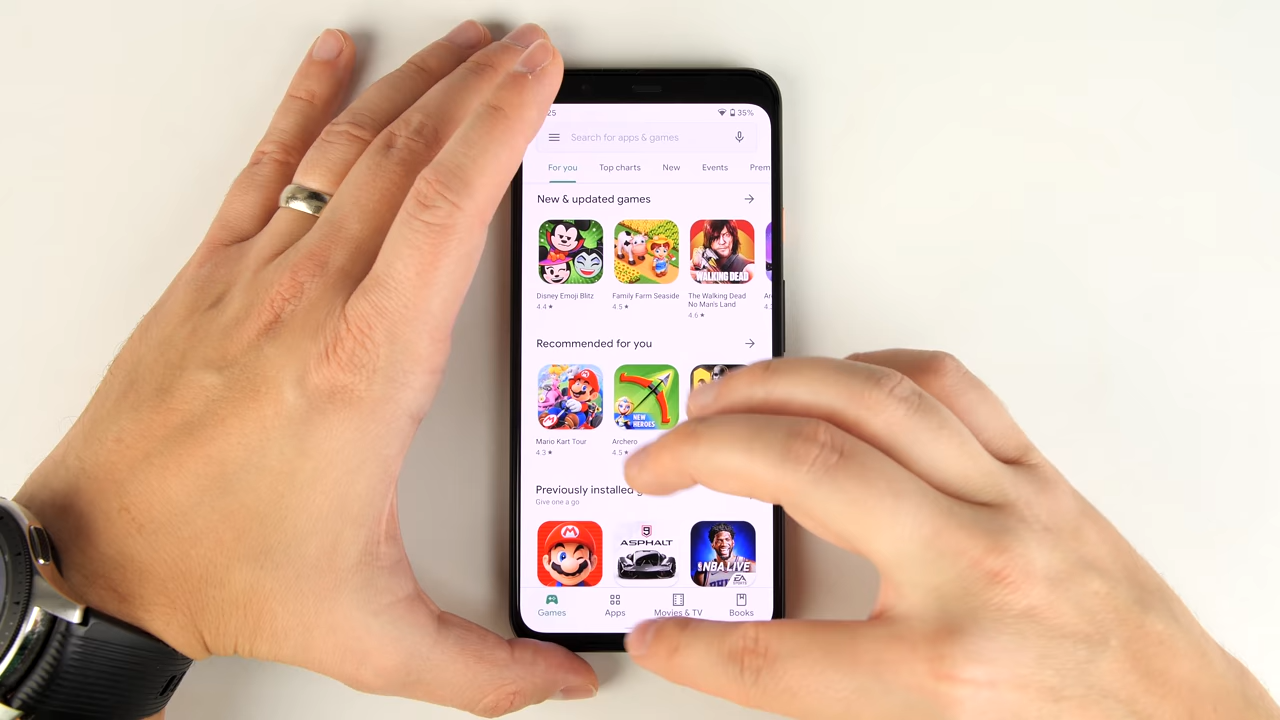 25 35%
Search for apps & games
For you Top charts New Events Prem
New & updated games
WALKING DEAD
Disney Emoji Blitz Family Farm Seaside The Walking Dead
No Man's Land
4.4 ★ 4.5 ★
4.6 ★
Recommended for you
NEW
HEROES
Mario Kart Tour Archero
4.3 ★ 4.5
Previously installed
Give one a go
9
ASPHALT
NBA LIVE
EA
SPORTS
Games Apps Movies & TV Books